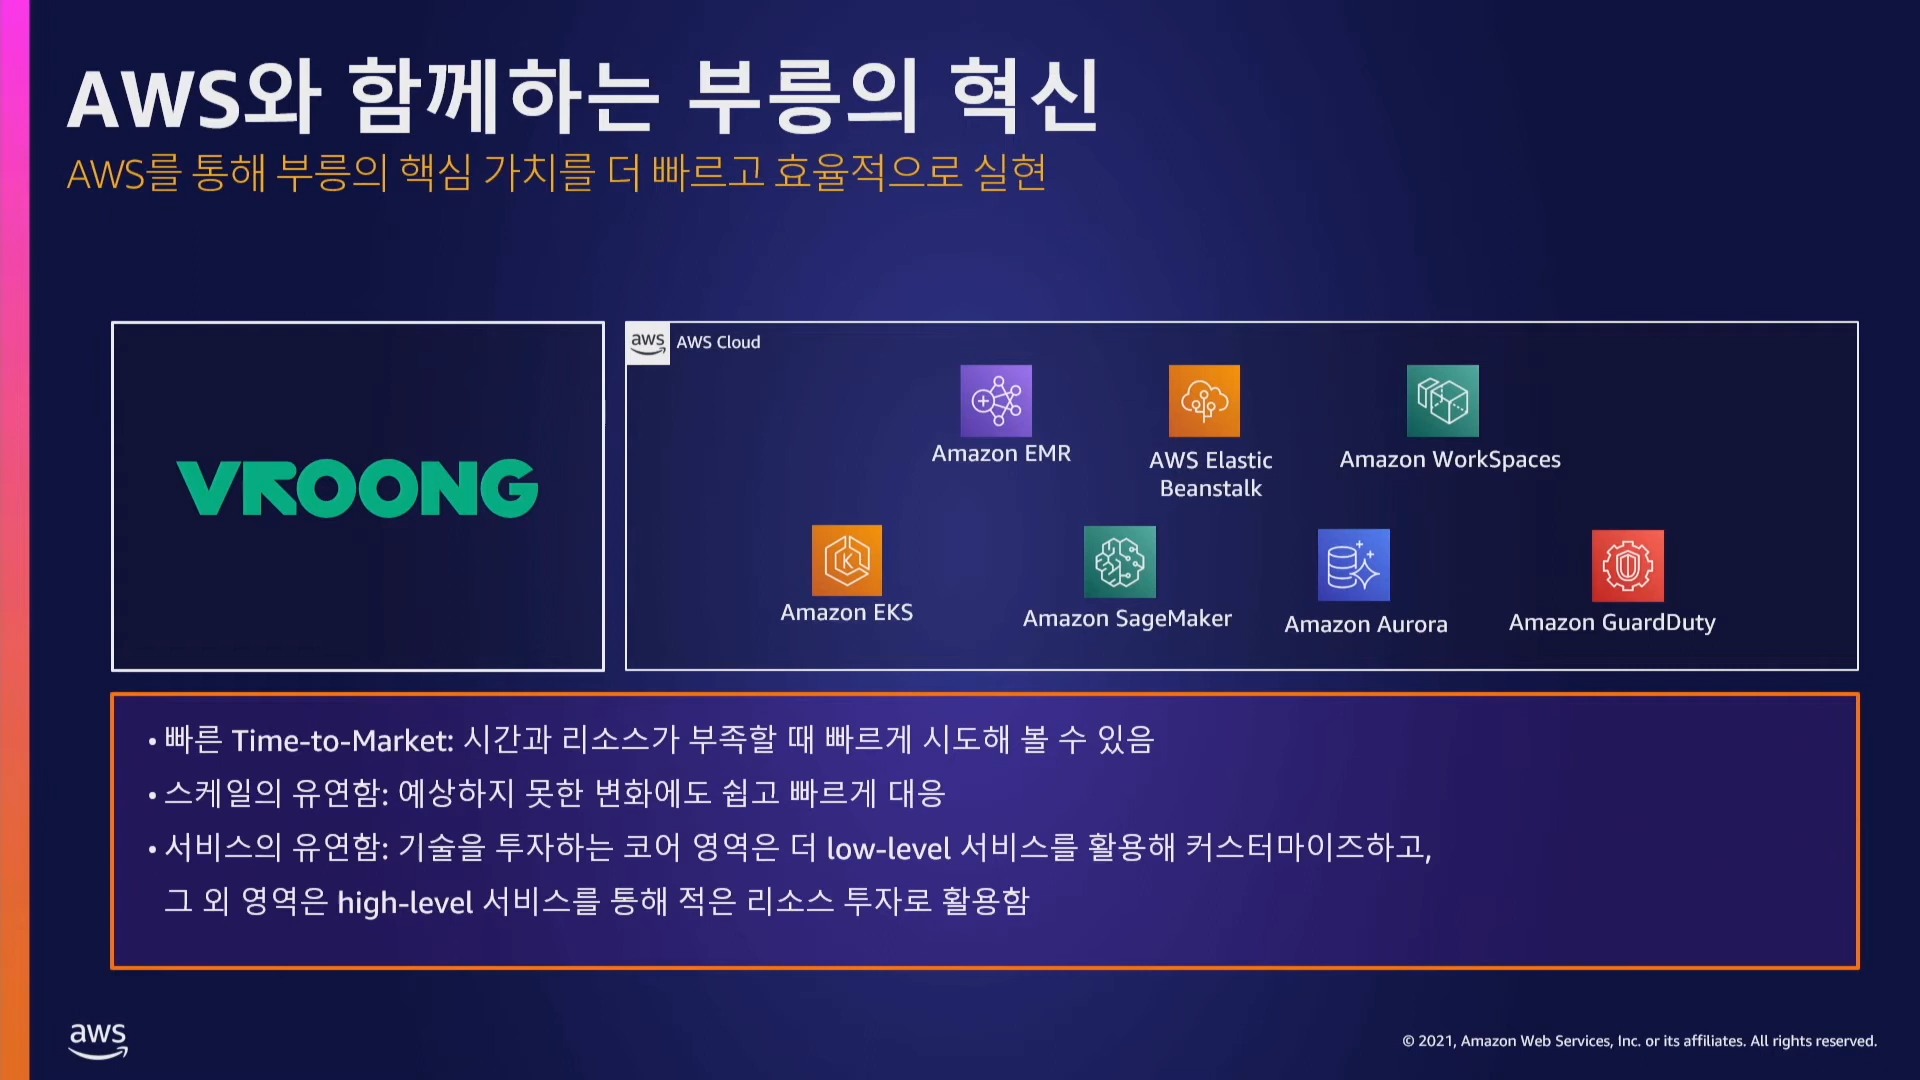 AWS와 함께하는 부릉의 혁신
AWS를 통해 부릉의 핵심 가치를 더 빠르고 효율적으로 실현
VROONG
aws AWS Cloud
Amazon EMR
AWS Elastic
Beanstalk
Amazon WorkSpaces
Amazon EKS
Amazon SageMaker
Amazon Aurora
Amazon GuardDuty
• 빠른 Time-to-Market: 시간과 리소스가 부족할 때 빠르게 시도해 볼 수 있음
• 스케일의 유연함: 예상하지 못한 변화에도 쉽고 빠르게 대응
• 서비스의 유연함: 기술을 투자하는 코어 영역은 더 low-level 서비스를 활용해 커스터마이즈하고,
그 외 영역은 high-level 서비스를 통해 적은 리소스 투자로 활용함
aws
© 2021, Amazon Web Services, Inc. or its affiliates. All rights reserved.